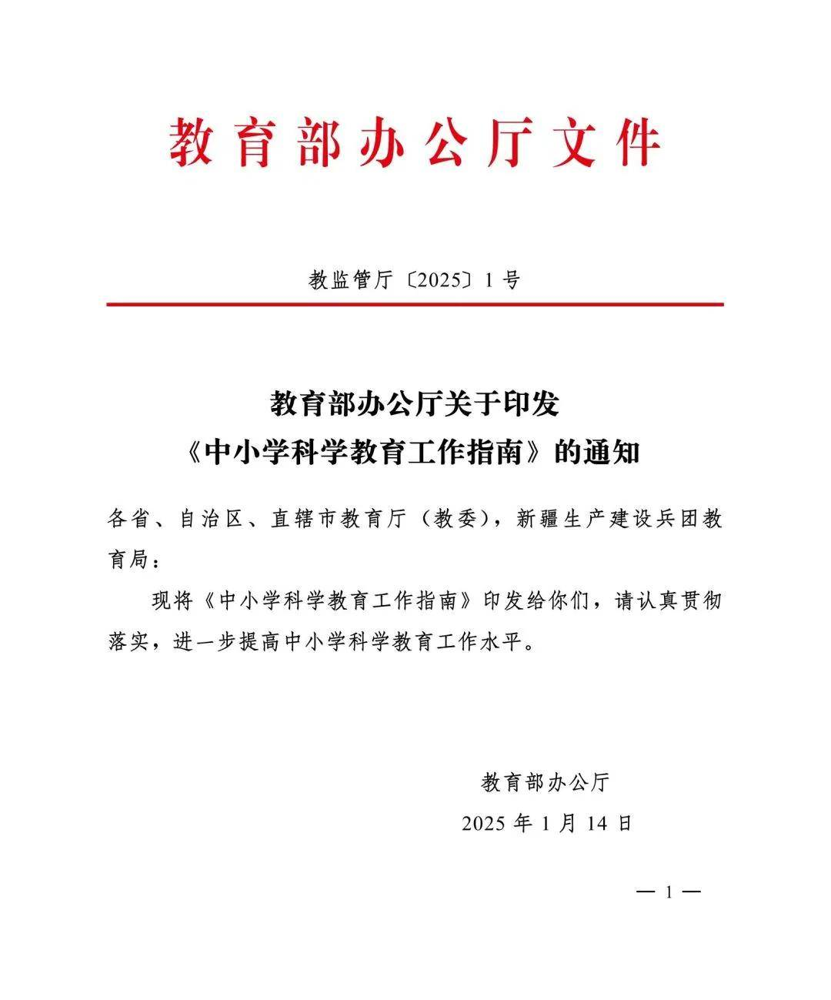 教育部办公厅文件
教监管厅〔2025〕1 号
教育部办公厅关于印发
《中小学科学教育工作指南》的通知
各省、自治区、直辖市教育厅（教委），新疆生产建设兵团教
育局：
现将《中小学科学教育工作指南》印发给你们，请认真贯彻
落实，进一步提高中小学科学教育工作水平。
教育部办公厅
2025 年 1 月 14 日
— 1 —